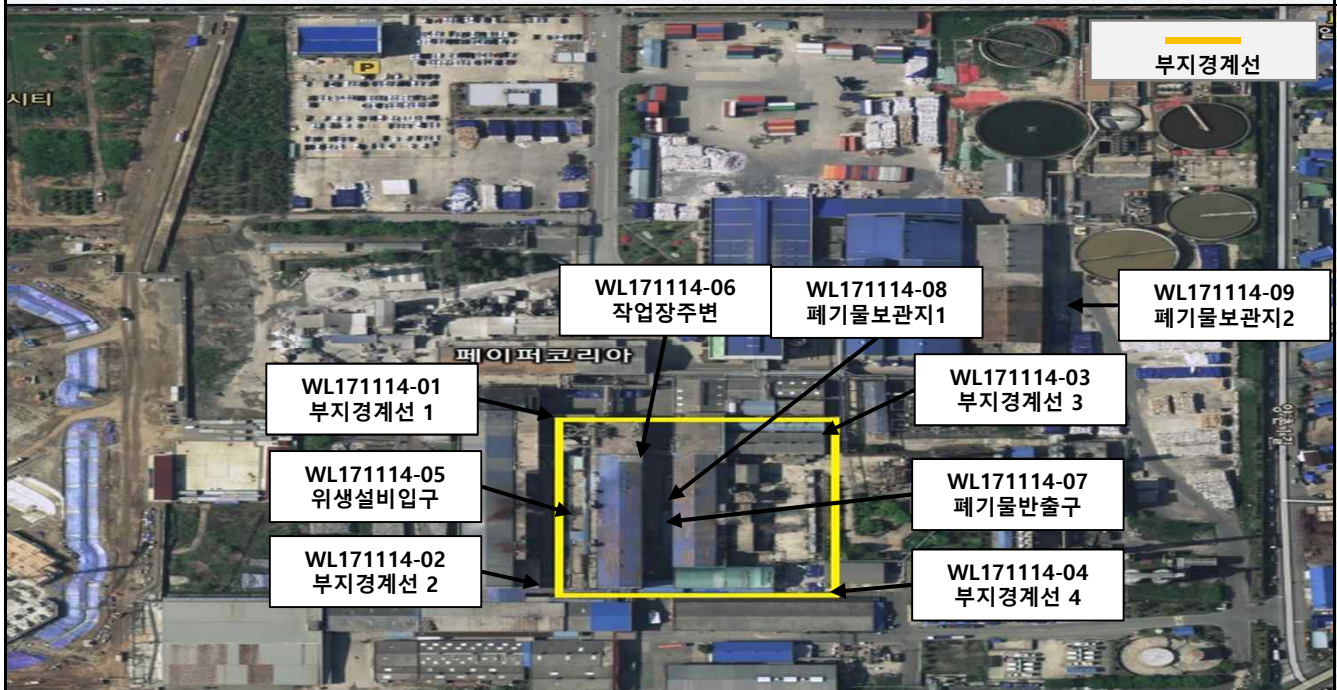 부지경계선
시티
P
WL171114-06
작업장주변
WL171114-08
폐기물보관지1
WL171114-09
폐기물보관지2
페이퍼코리아
WL171114-01
부지경계선 1
WL171114-03
부지경계선 3
WL171114-05
위생설비입구
WL171114-07
폐기물반출구
WL171114-02
부지경계선 2
WL171114-04
부지경계선 4